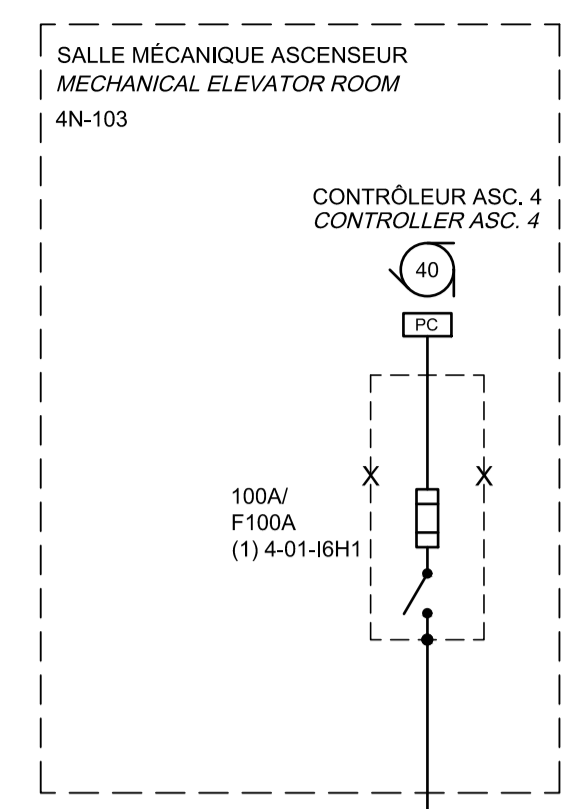 SALLE MÉCANIQUE ASCENSEUR
MECHANICAL ELEVATOR ROOM
4N-103
CONTRÔLEUR ASC. 4
CONTROLLER ASC. 4
40
PC
X X
100A/
F100A
(1) 4-01-I6H1